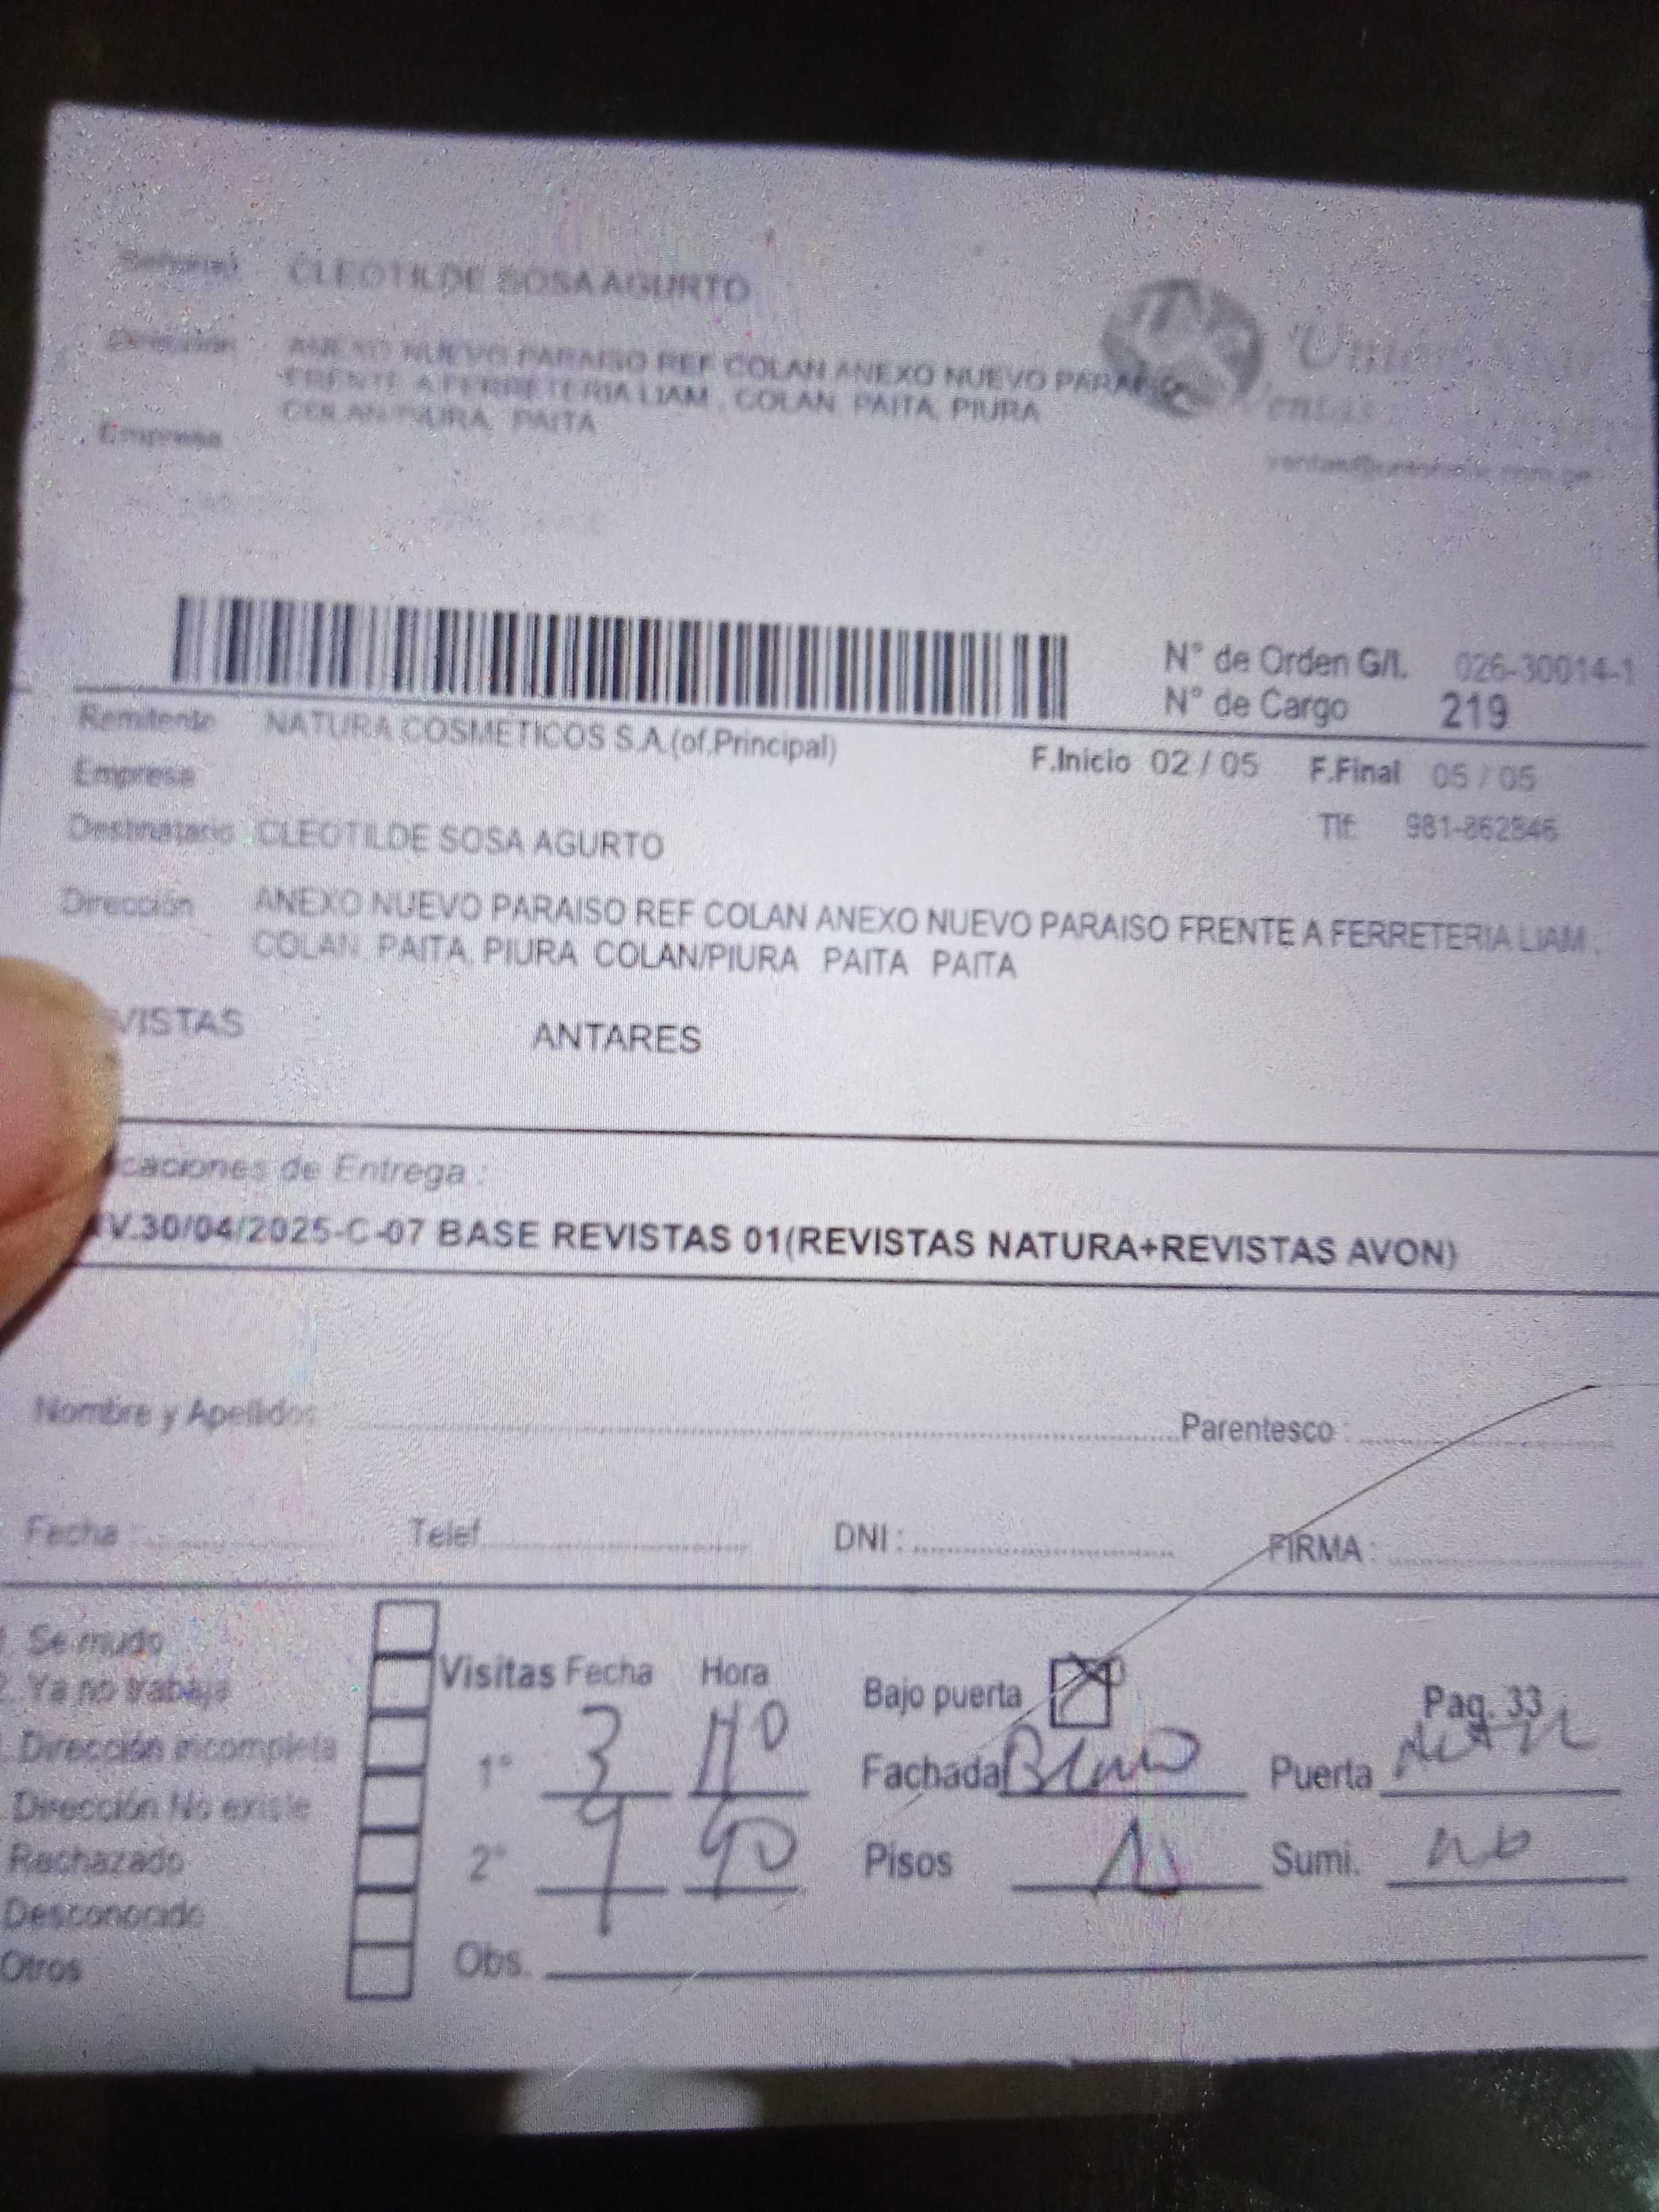 Señor(a) CLEOTILDE SOSA AGURTO
Dirección ANEXO NUEVO PARAISO REF COLAN ANEXO NUEVO PARAISO
FRENTE A FERRETERIA LIAM . COLAN PAITA, PIURA
COLAN/PIURA PAITA
Empresa
N° de Orden G/I. 026-30014-1
N° de Cargo 219
Remitente NATURA COSMETICOS S.A.(of.Principal)
F.Inicio 02 / 05 F.Final 05 / 05
Empresa
Tlf: 981-862846
Destinatario CLEOTILDE SOSA AGURTO
Dirección ANEXO NUEVO PARAISO REF COLAN ANEXO NUEVO PARAISO FRENTE A FERRETERIA LIAM .
COLAN PAITA, PIURA COLAN/PIURA PAITA PAITA
VISTAS ANTARES
caciones de Entrega :
V.30/04/2025-C-07 BASE REVISTAS 01(REVISTAS NATURA+REVISTAS AVON)
Nombre y Apellidos Parentesco :
Fecha : Telef. DNI : FIRMA :
Se mudo
Ya no trabaja
Dirección incompleta
Dirección No existe
Rechazado
Desconocido
Otros
Visitas Fecha Hora
1° 3
2° 9 90
Obs.
Bajo puerta
Pag. 33
Fachada Puerta
Pisos Sumi. no